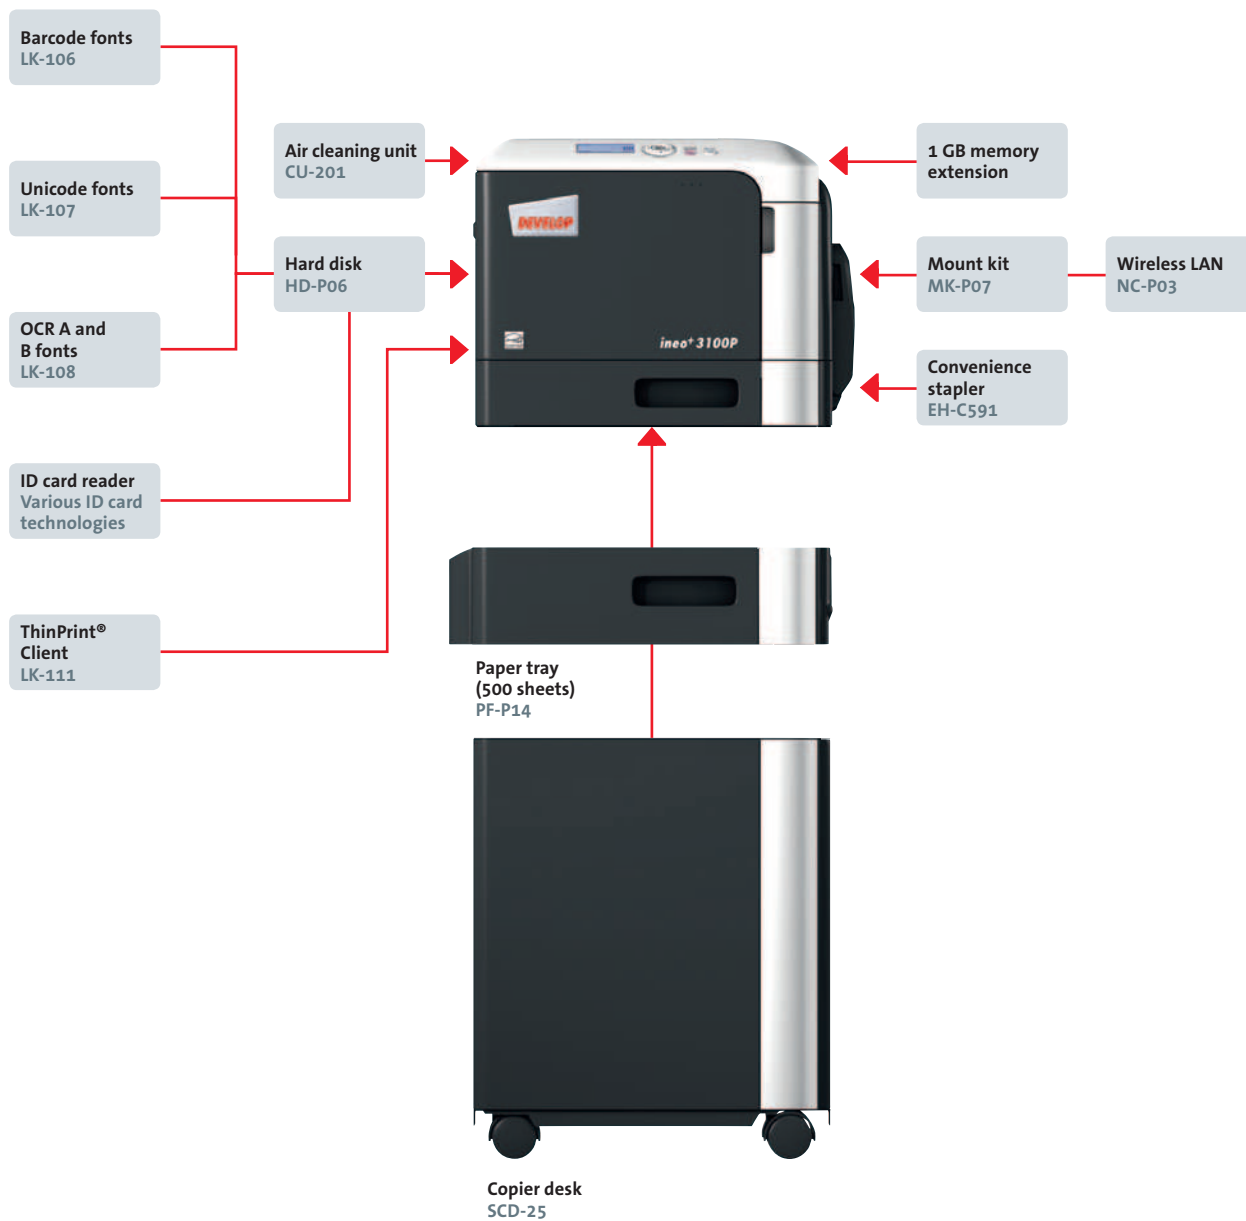 Barcode fonts
LK-106
Unicode fonts
LK-107
OCR A and
B fonts
LK-108
ID card reader
Various ID card
technologies
ThinPrint®
Client
LK-111
Air cleaning unit
CU-201
Hard disk
HD-P06
DEVELOP
ineo+ 3100P
1 GB memory
extension
Mount kit
MK-P07
Wireless LAN
NC-P03
Convenience
stapler
EH-C591
Paper tray
(500 sheets)
PF-P14
Copier desk
SCD-25